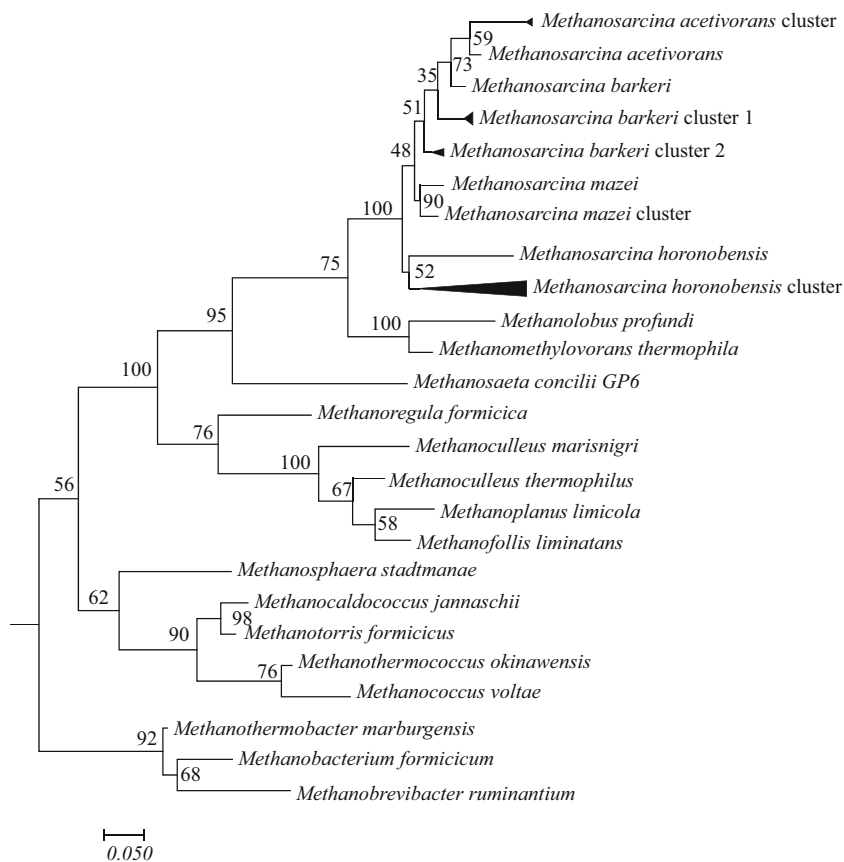 Methanosarcina acetivorans cluster
59
Methanosarcina acetivorans
73
Methanosarcina barkeri
35
Methanosarcina barkeri cluster 1
51
Methanosarcina barkeri cluster 2
48
Methanosarcina mazei
90
Methanosarcina mazei cluster
100
Methanosarcina horonobensis
52
75
Methanosarcina horonobensis cluster
Methanolobus profundi
95
100
Methanomethylovorans thermophila
100
Methanosaeta concilii GP6
Methanoregula formicica
76
Methanoculleus marisnigri
100
Methanoculleus thermophilus
56
67
Methanoplanus limicola
58
Methanofollis liminatans
Methanosphaera stadtmanae
62
Methanocaldococcus jannaschii
98
Methanotorris formicicus
90
Methanothermococcus okinawensis
76
Methanococcus voltae
Methanothermobacter marburgensis
92
Methanobacterium formicicum
68
Methanobrevibacter ruminantium
0.050